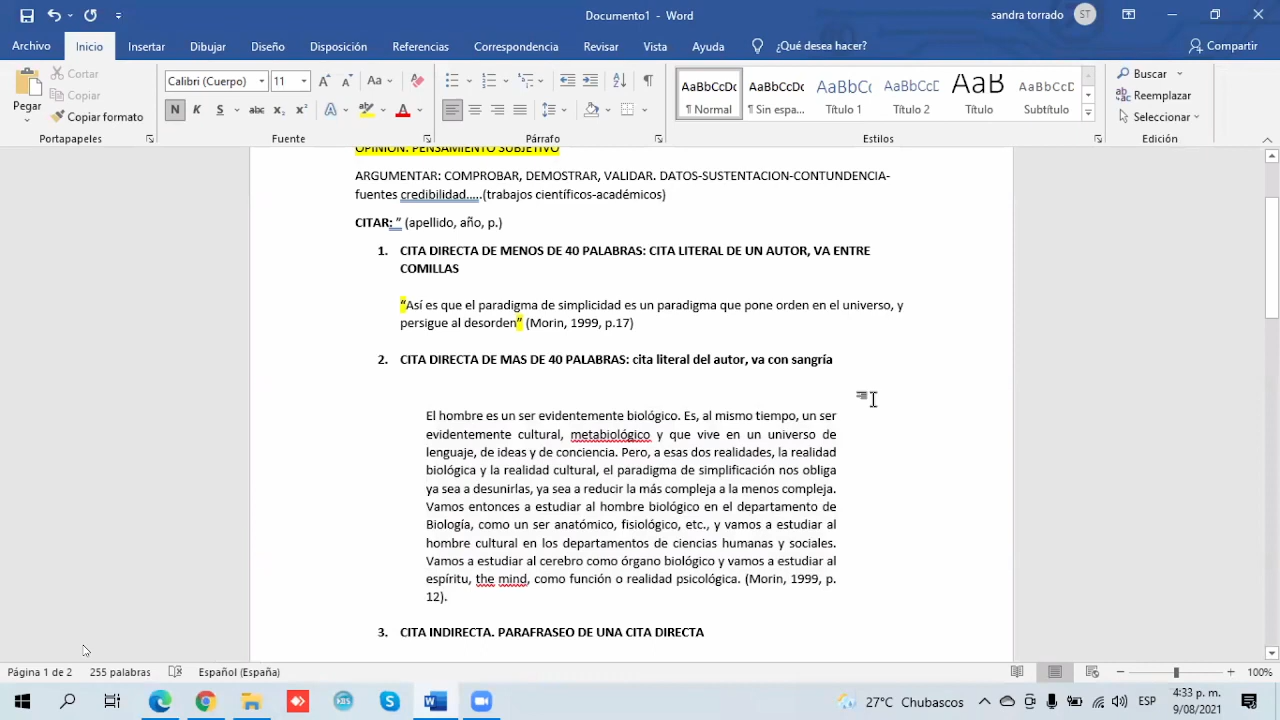 Documento1 - Word
sandra torrado ST
Archivo Inicio Insertar Dibujar Diseño Disposición Referencias Correspondencia Revisar Vista Ayuda ¿Qué desea hacer? Compartir
Pegar
Cortar
Copiar
Copiar formato
Portapapeles
Calibri (Cuerpo) 11
N K S abc x₂ x²
Fuente
Párrafo
AaBbCcDc AaBbCcDc AaBbCc AaBbCcD AaB AaBbCcD
¶ Normal ¶ Sin espa... Título 1 Título 2 Título Subtítulo
Estilos
Buscar
Reemplazar
Seleccionar
Edición
OPINION: PENSAMIENTO SUBJETIVO
ARGUMENTAR: COMPROBAR, DEMOSTRAR, VALIDAR. DATOS-SUSTENTACION-CONTUNDENCIA-
fuentes credibilidad…..(trabajos científicos-académicos)
CITAR: ” (apellido, año, p.)
1. CITA DIRECTA DE MENOS DE 40 PALABRAS: CITA LITERAL DE UN AUTOR, VA ENTRE
COMILLAS
“Así es que el paradigma de simplicidad es un paradigma que pone orden en el universo, y
persigue al desorden” (Morin, 1999, p.17)
2. CITA DIRECTA DE MAS DE 40 PALABRAS: cita literal del autor, va con sangría
El hombre es un ser evidentemente biológico. Es, al mismo tiempo, un ser
evidentemente cultural, metabiológico y que vive en un universo de
lenguaje, de ideas y de conciencia. Pero, a esas dos realidades, la realidad
biológica y la realidad cultural, el paradigma de simplificación nos obliga
ya sea a desunirlas, ya sea a reducir la más compleja a la menos compleja.
Vamos entonces a estudiar al hombre biológico en el departamento de
Biología, como un ser anatómico, fisiológico, etc., y vamos a estudiar al
hombre cultural en los departamentos de ciencias humanas y sociales.
Vamos a estudiar al cerebro como órgano biológico y vamos a estudiar al
espíritu, the mind, como función o realidad psicológica. (Morin, 1999, p.
12).
3. CITA INDIRECTA. PARAFRASEO DE UNA CITA DIRECTA
Página 1 de 2 255 palabras Español (España) 100%
27°C Chubascos ESP
4:33 p. m.
9/08/2021